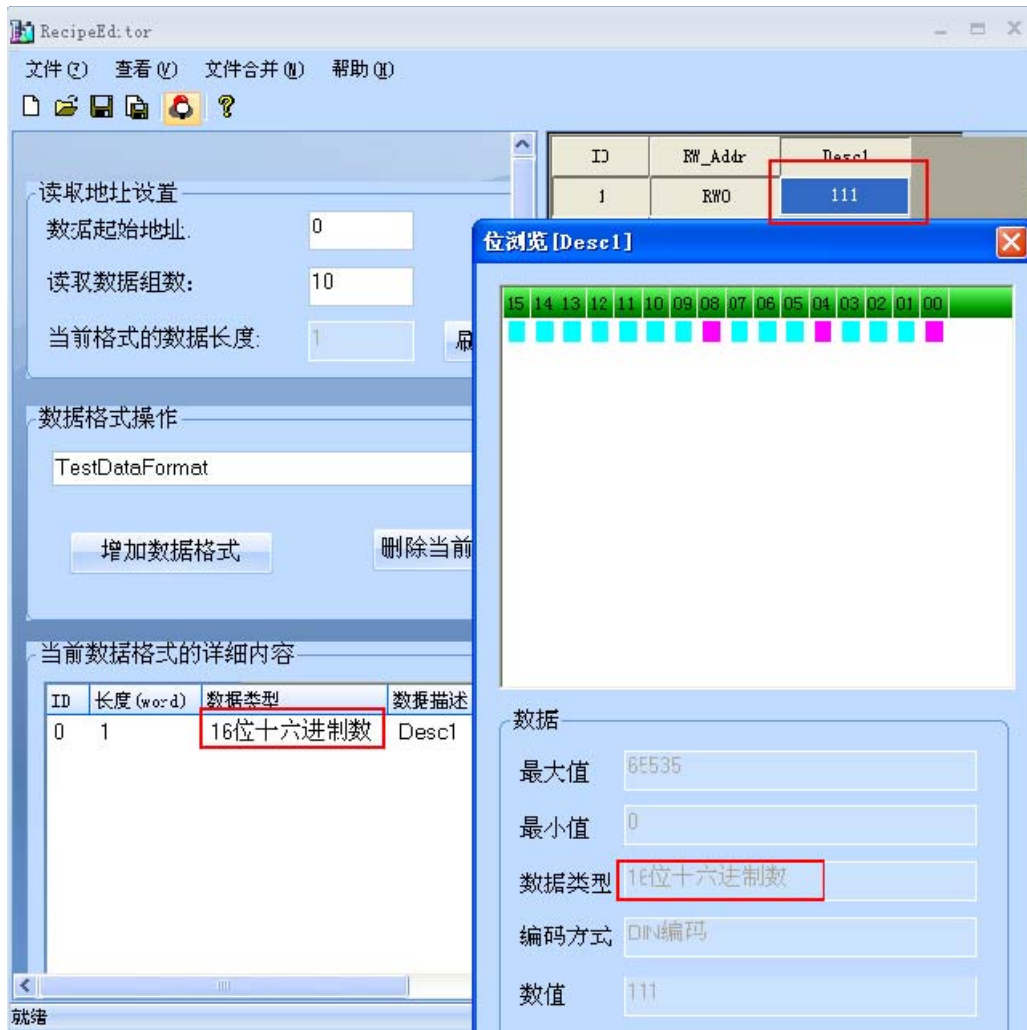 RecipeEditor
文件(F) 查看(V) 文件合并(N) 帮助(H)
读取地址设置
数据起始地址:
0
读取数据组数:
10
当前格式的数据长度:
1
刷
数据格式操作
TestDataFormat
增加数据格式
删除当前
当前数据格式的详细内容
ID 长度(word) 数据类型 数据描述
0 1 16位十六进制数 Desc1
就绪
ID RW_Addr Desc1
1 RW0 111
位浏览[Desc1]
15 14 13 12 11 10 09 08 07 06 05 04 03 02 01 00
数据
最大值 65535
最小值 0
数据类型 16位十六进制数
编码方式 BIN编码
数值 111